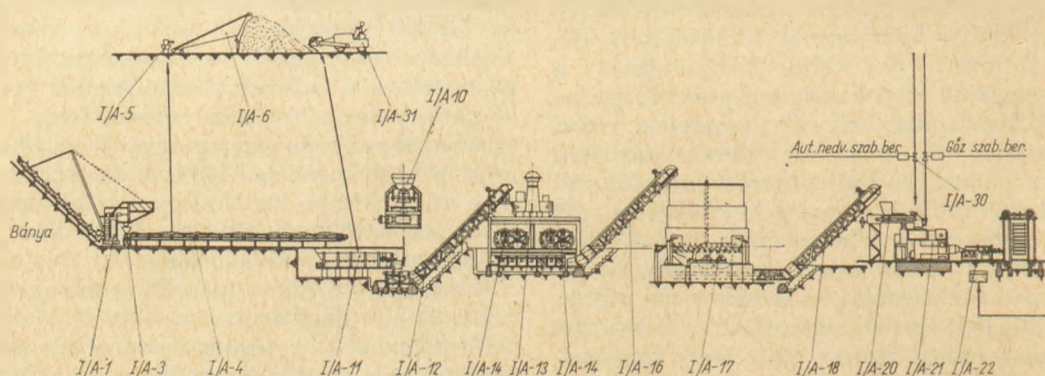 I/A-5 I/A-6 I/A-31 I/A10
Aut.nedv.szab.ber. Gőz szab.ber.
I/A-30
Bánya
I/A-1 I/A-3 I/A-4 I/A-11 I/A-12 I/A-14 I/A-13 I/A-14 I/A-16 I/A-17 I/A-18 I/A-20 I/A-21 I/A-22